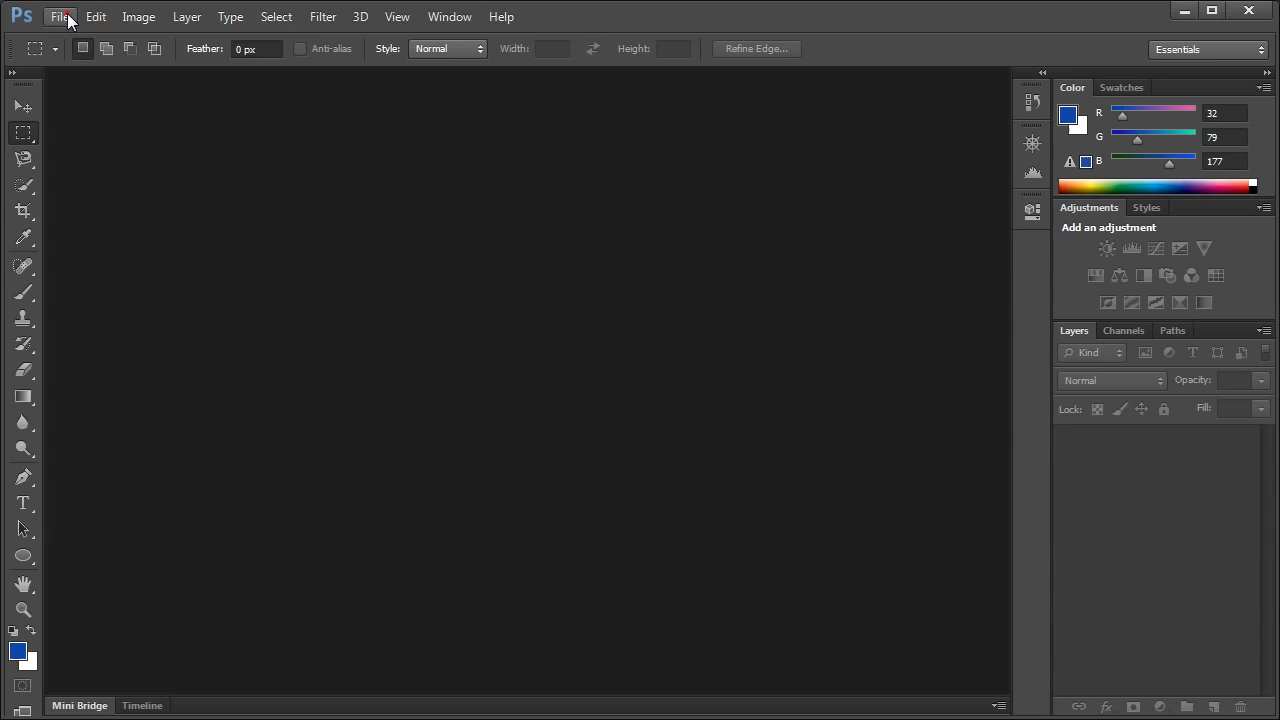 Ps File Edit Image Layer Type Select Filter 3D View Window Help
Feather: 0 px Anti-alias Style: Normal Width: Height: Refine Edge... Essentials
Color Swatches
R 32
G 79
B 177
Adjustments Styles
Add an adjustment
Layers Channels Paths
Kind
Normal Opacity:
Lock: Fill:
Mini Bridge Timeline